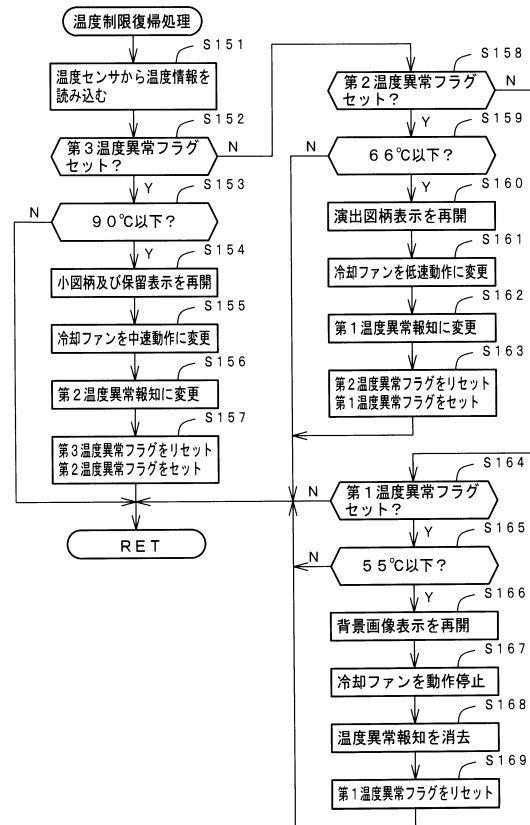 温度制限復帰処理
S151
温度センサから温度情報を
読み込む
S152
第3温度異常フラグ
セット?
N
Y
S153
90℃以下?
N
Y
S154
小図柄及び保留表示を再開
S155
冷却ファンを中速動作に変更
S156
第2温度異常報知に変更
S157
第3温度異常フラグをリセット
第2温度異常フラグをセット
RET
S158
第2温度異常フラグ
セット?
N
Y
S159
66℃以下?
N
Y
S160
演出図柄表示を再開
S161
冷却ファンを低速動作に変更
S162
第1温度異常報知に変更
S163
第2温度異常フラグをリセット
第1温度異常フラグをセット
S164
第1温度異常フラグ
セット?
N
Y
S165
55℃以下?
N
Y
S166
背景画像表示を再開
S167
冷却ファンを動作停止
S168
温度異常報知を消去
S169
第1温度異常フラグをリセット